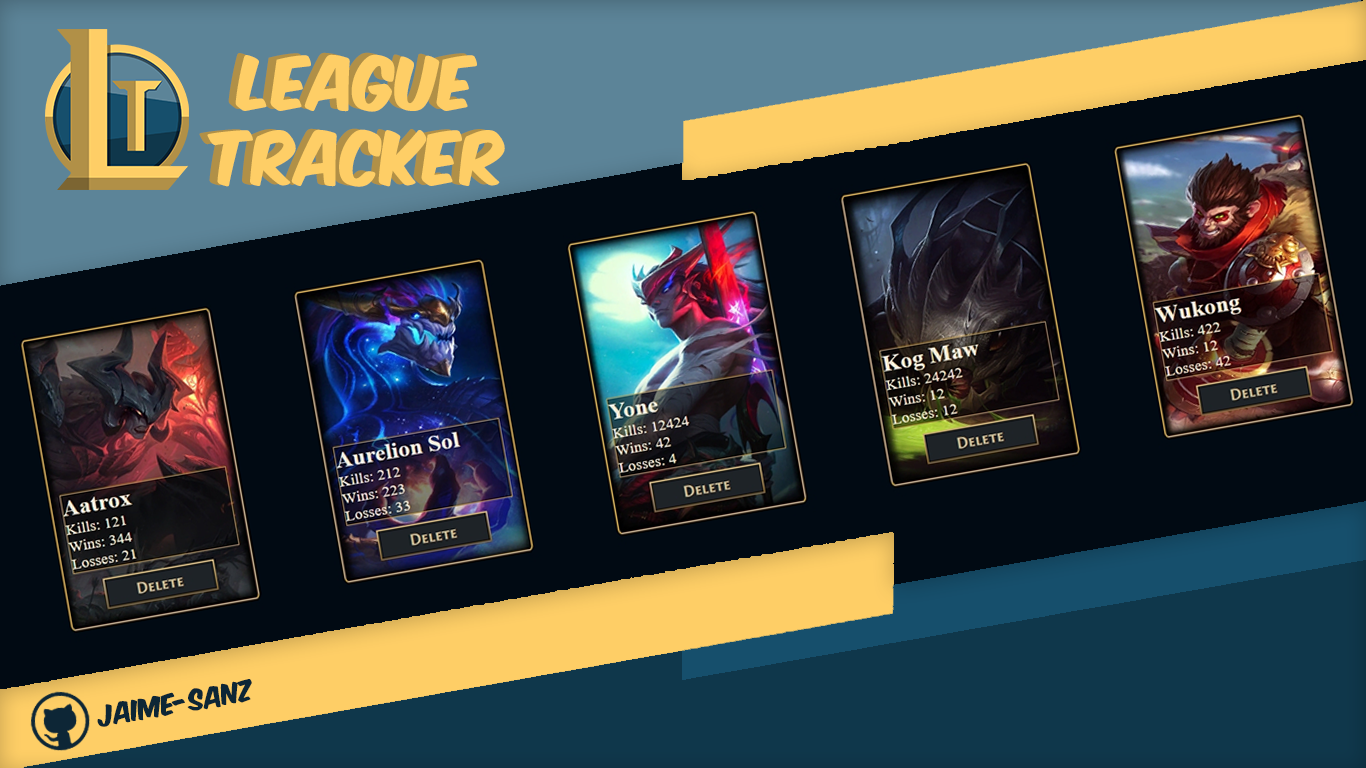 LT
LEAGUE
TRACKER
Aatrox
Kills: 121
Wins: 344
Losses: 21
DELETE
Aurelion Sol
Kills: 212
Wins: 223
Losses: 33
DELETE
Yone
Kills: 12424
Wins: 42
Losses: 4
DELETE
Kog Maw
Kills: 24242
Wins: 12
Losses: 12
DELETE
Wukong
Kills: 422
Wins: 12
Losses: 42
DELETE
JAIME-SANZ